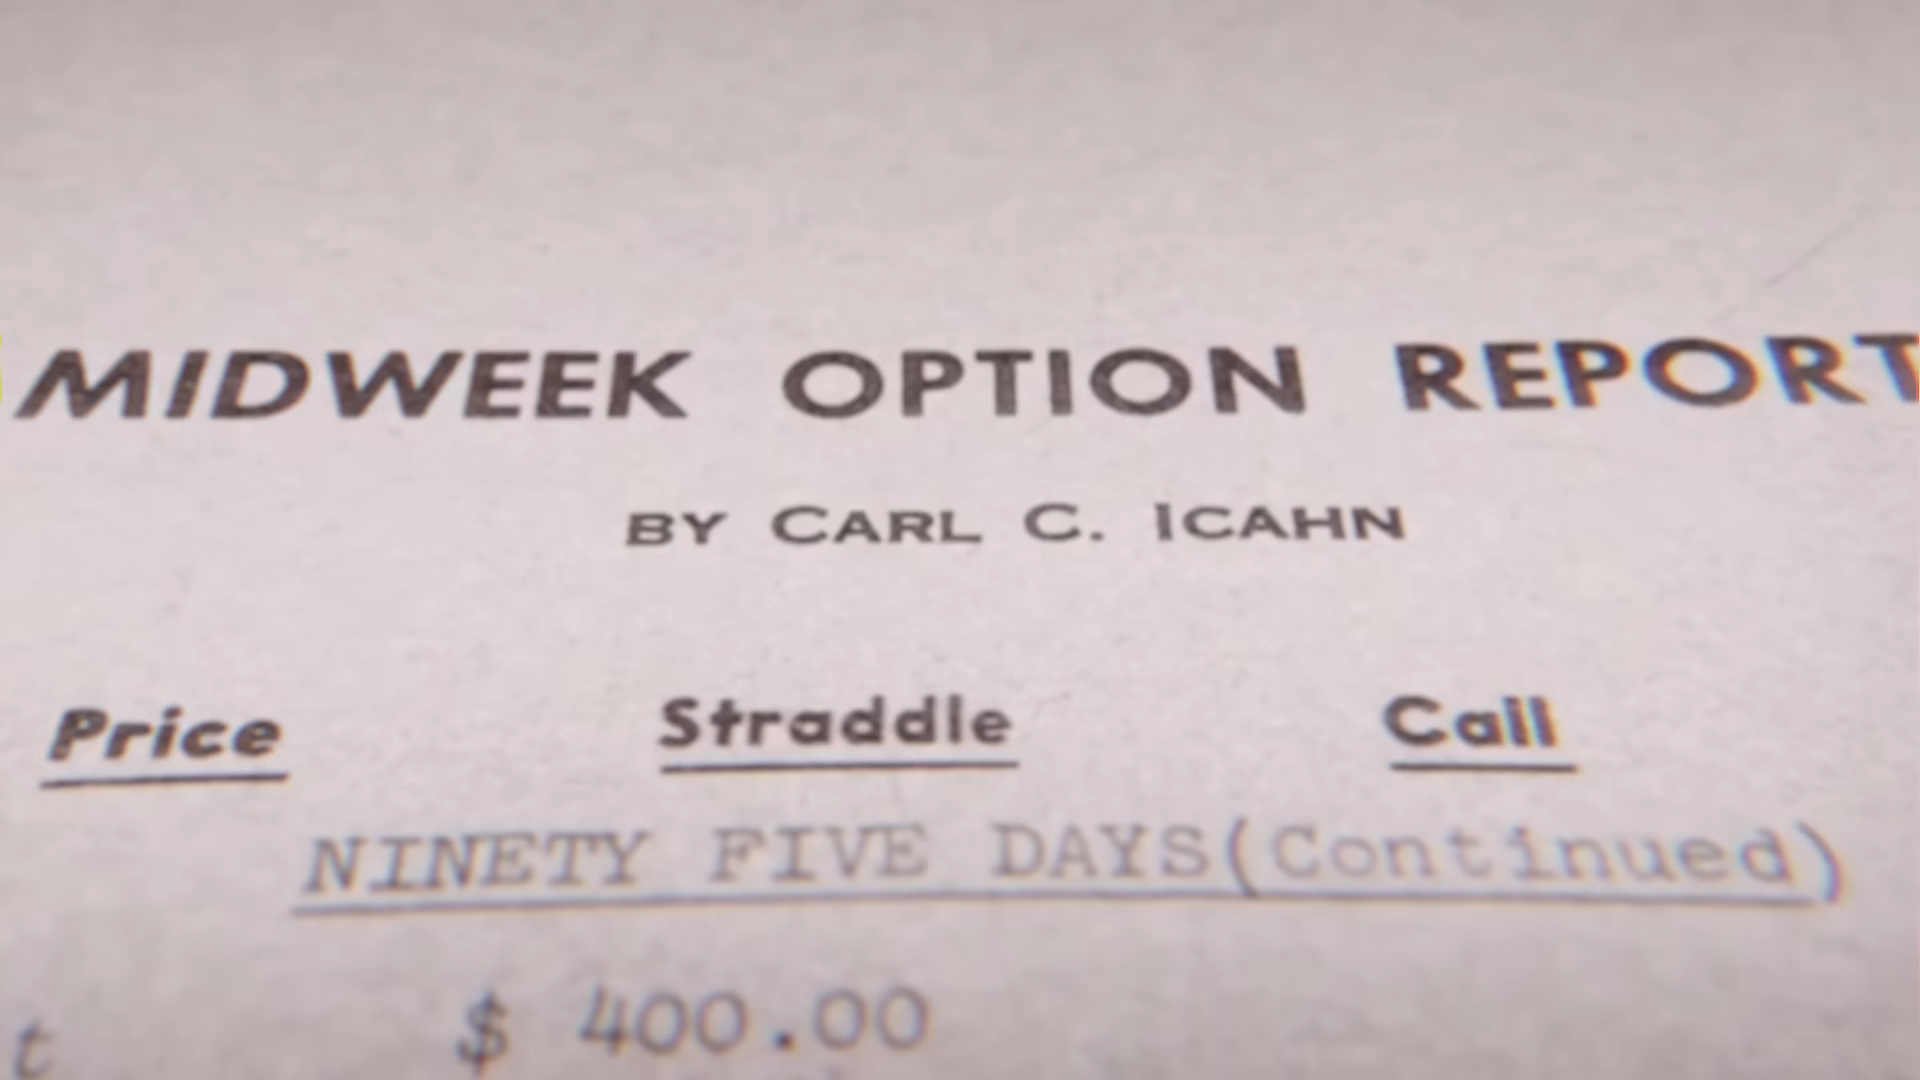 MIDWEEK OPTION REPORT
BY CARL C. ICAHN
Price Straddle Call
NINETY FIVE DAYS(Continued)
t $ 400.00